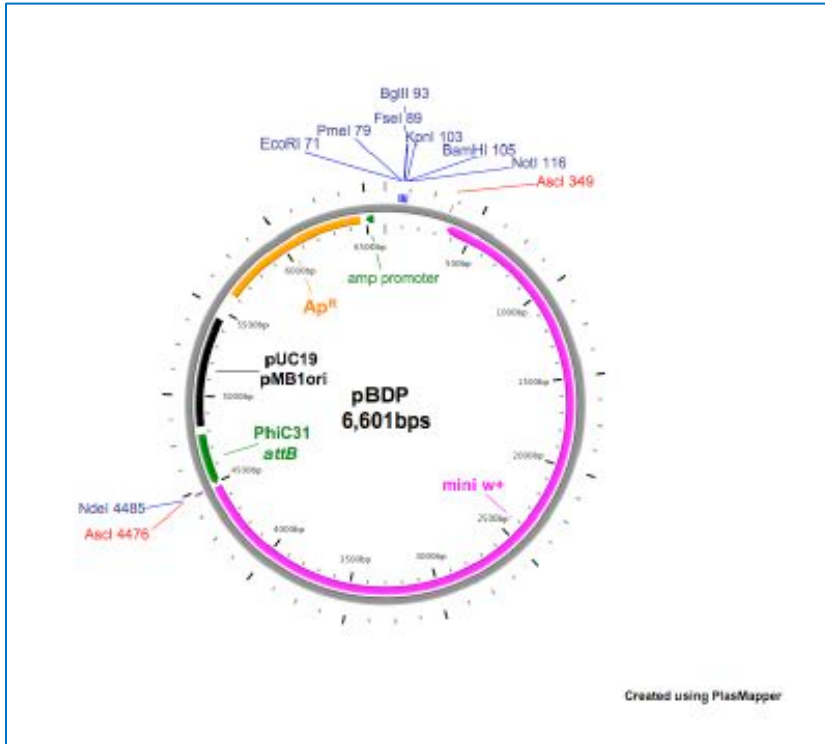 BglII 93
FseI 89
PmeI 79
KpnI 103
EcoRI 71
BamHI 105
NotI 116
AscI 349
6500bp
amp promoter
500bp
6000bp
Ap^R
1000bp
5500bp
pUC19
pMB1ori
1500bp
5000bp
pBDP
6,601bps
PhiC31
attB
2000bp
4500bp
mini w+
NdeI 4485
AscI 4476
2500bp
4000bp
3000bp
3500bp
Created using PlasMapper